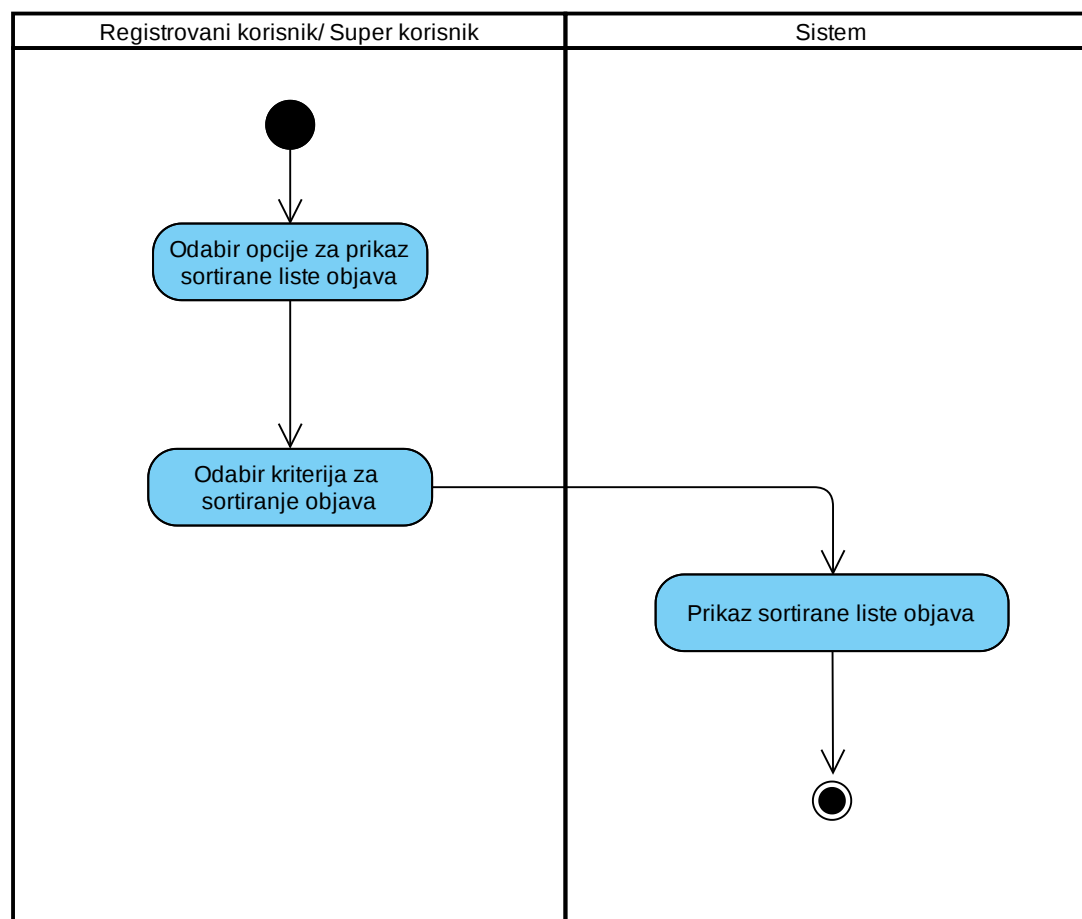 Registrovani korisnik/ Super korisnik
Sistem
Odabir opcije za prikaz
sortirane liste objava
Odabir kriterija za
sortiranje objava
Prikaz sortirane liste objava